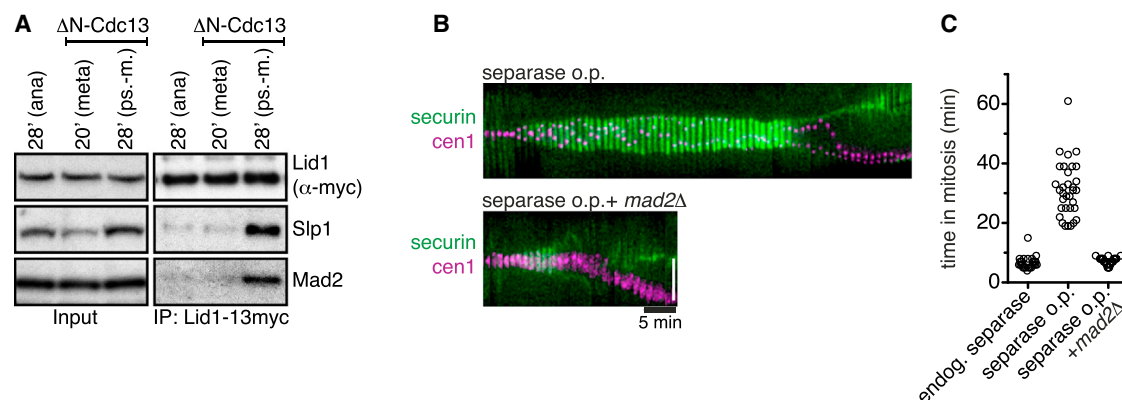 A
ΔN-Cdc13
ΔN-Cdc13
28' (ana)
20' (meta)
28' (ps.-m.)
28' (ana)
20' (meta)
28' (ps.-m.)
Lid1
(α-myc)
Slp1
Mad2
Input
IP: Lid1-13myc
B
separase o.p.
securin
cen1
separase o.p.+ mad2Δ
securin
cen1
5 min
C
time in mitosis (min)
60
40
20
0
endog. separase
separase o.p.
separase o.p.
+mad2Δ